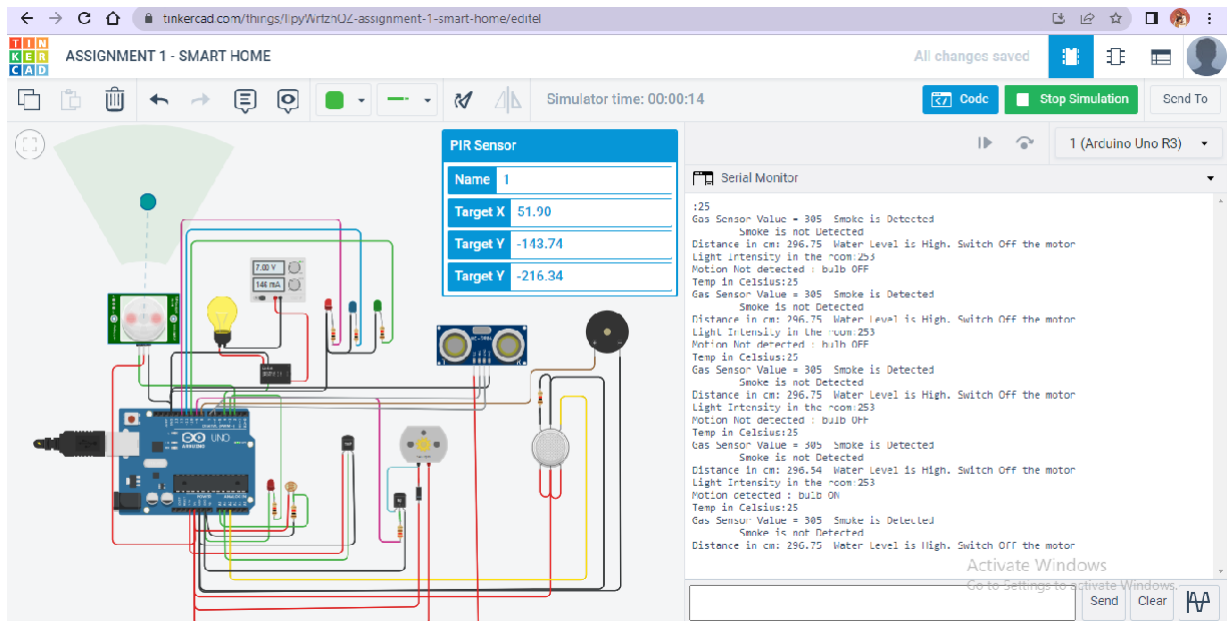 tinkercad.com/things/
-assignment-1-smart-home/editel
TIN
KER
CAD
ASSIGNMENT 1 - SMART HOME
All changes saved
Simulator time: 00:00:14
Code
Stop Simulation
Send To
PIR Sensor
Name 1
Target X 51.90
Target Y -143.74
Target Y -216.34
7.00 V
146 mA
UNO
ARDUINO
1 (Arduino Uno R3)
Serial Monitor
:25
Gas Sensor Value = 305 Smoke is Detected
Smoke is not Detected
Distance in cm: 296.75 Water Level is High. Switch Off the motor
Light Intensity in the room:253
Motion Not detected : bulb OFF
Temp in Celsius:25
Gas Sensor Value = 305 Smoke is Detected
Smoke is not Detected
Distance in cm: 296.75 Water Level is High. Switch Off the motor
Light Intensity in the room:253
Motion Not detected : bulb OFF
Temp in Celsius:25
Gas Sensor Value = 305 Smoke is Detected
Smoke is not Detected
Distance in cm: 296.75 Water Level is High. Switch Off the motor
Light Intensity in the room:253
Motion Not detected : bulb OFF
Temp in Celsius:25
Gas Sensor Value = 305 Smoke is Detected
Smoke is not Detected
Distance in cm: 296.54 Water Level is High. Switch Off the motor
Light Intensity in the room:253
Motion detected : bulb ON
Temp in Celsius:25
Gas Sensor Value = 305 Smoke is Detected
Smoke is not Detected
Distance in cm: 296.75 Water Level is High. Switch Off the motor
Activate Windows
Go to Settings to activate Windows.
Send
Clear